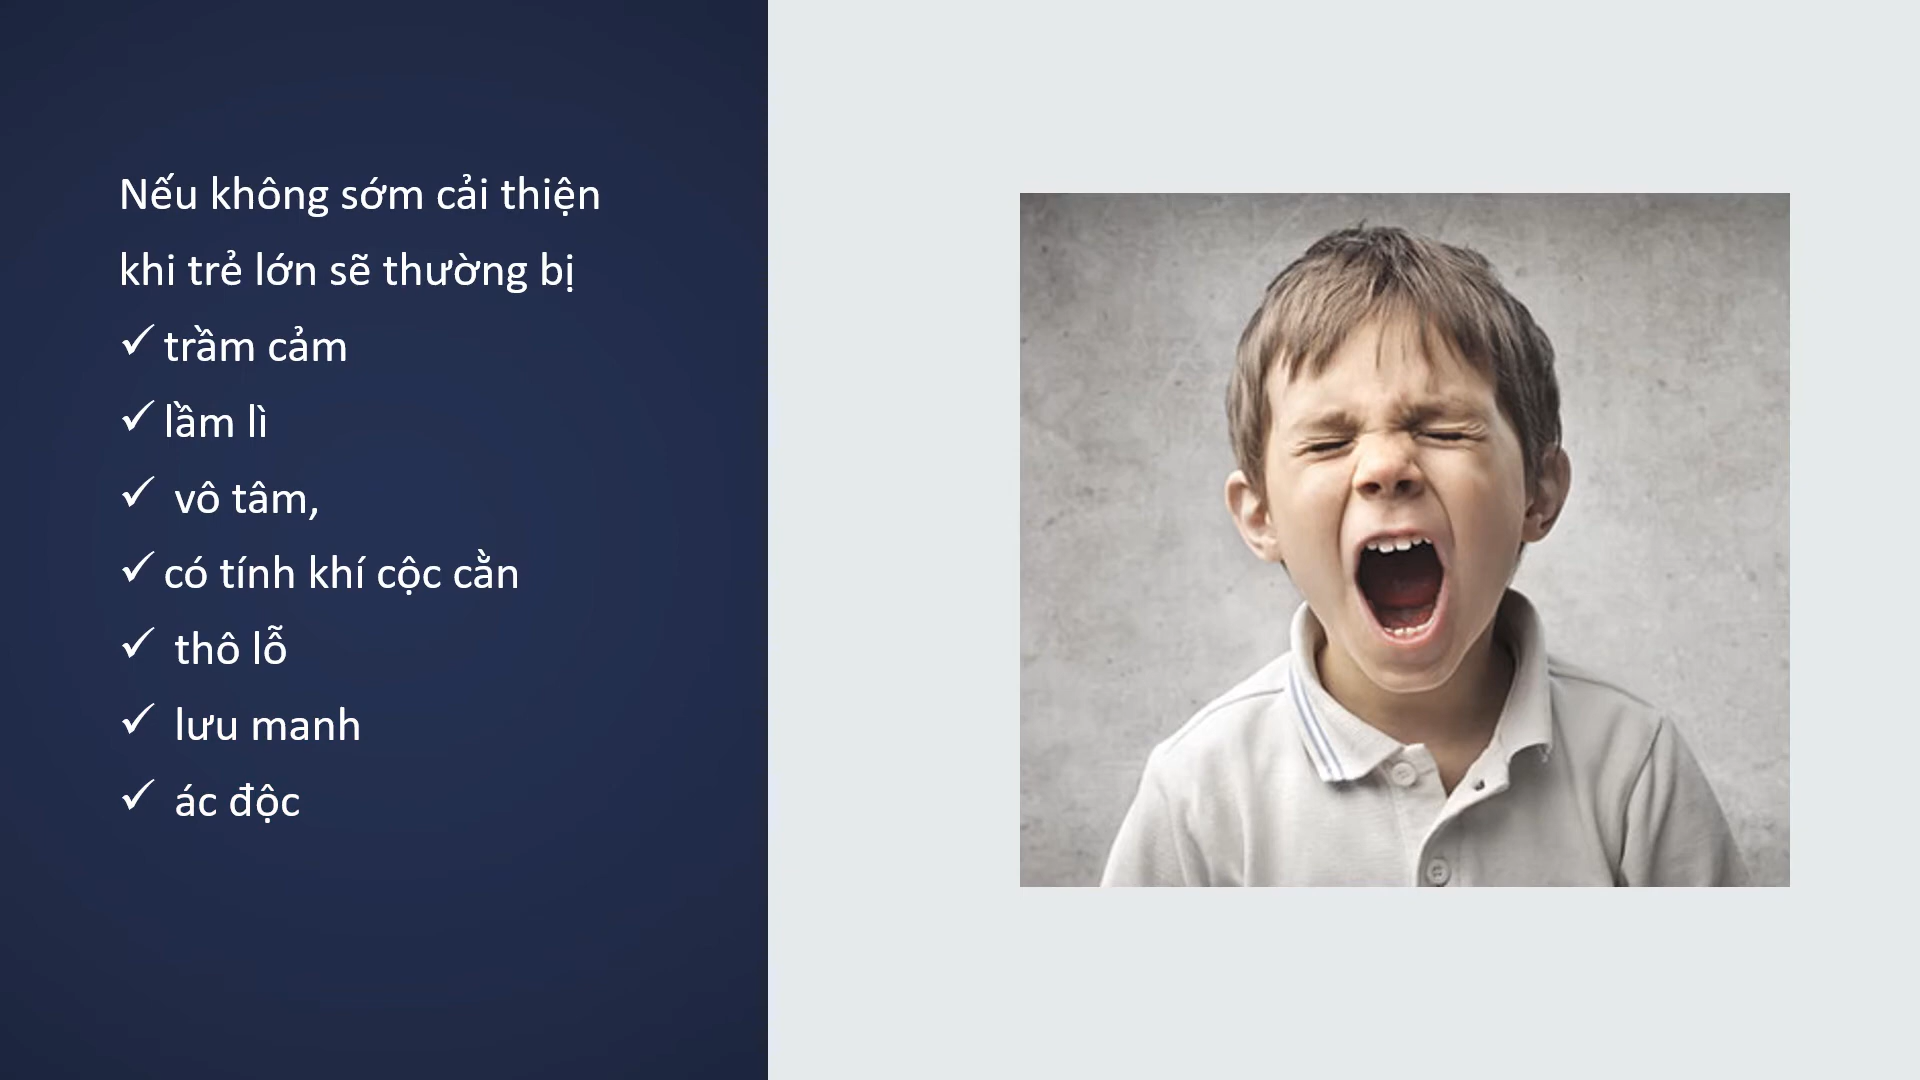 Nếu không sớm cải thiện
khi trẻ lớn sẽ thường bị
✓ trầm cảm
✓ lầm lì
✓ vô tâm,
✓ có tính khí cộc cằn
✓ thô lỗ
✓ lưu manh
✓ ác độc